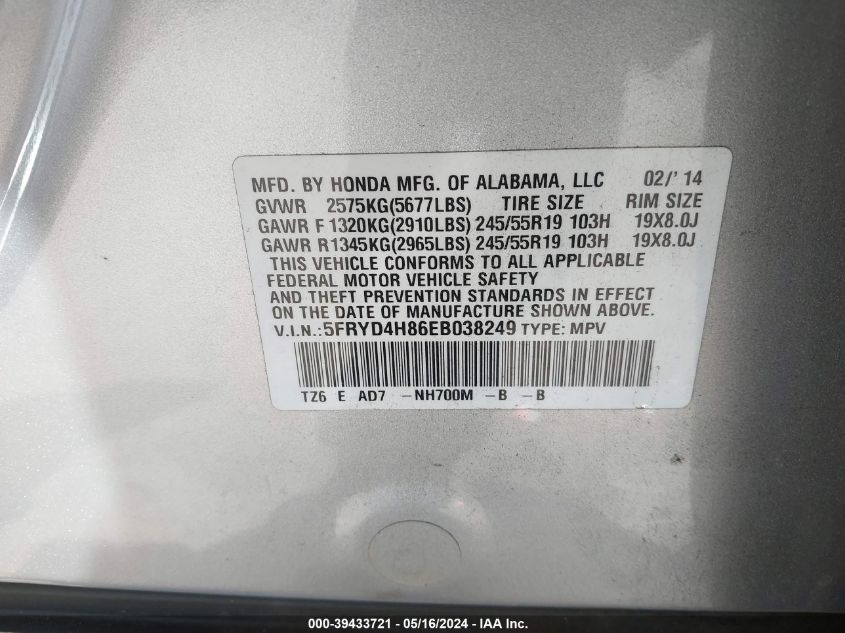 MFD. BY HONDA MFG. OF ALABAMA, LLC 02/' 14
GVWR 2575KG(5677LBS) TIRE SIZE RIM SIZE
GAWR F 1320KG(2910LBS) 245/55R19 103H 19X8.0J
GAWR R1345KG(2965LBS) 245/55R19 103H 19X8.0J
THIS VEHICLE CONFORMS TO ALL APPLICABLE
FEDERAL MOTOR VEHICLE SAFETY
AND THEFT PREVENTION STANDARDS IN EFFECT
ON THE DATE OF MANUFACTURE SHOWN ABOVE.
V.I.N.:5FRYD4H86EB038249 TYPE: MPV
TZ6 E AD7 -NH700M -B -B
000-39433721 - 05/16/2024 - IAA Inc.